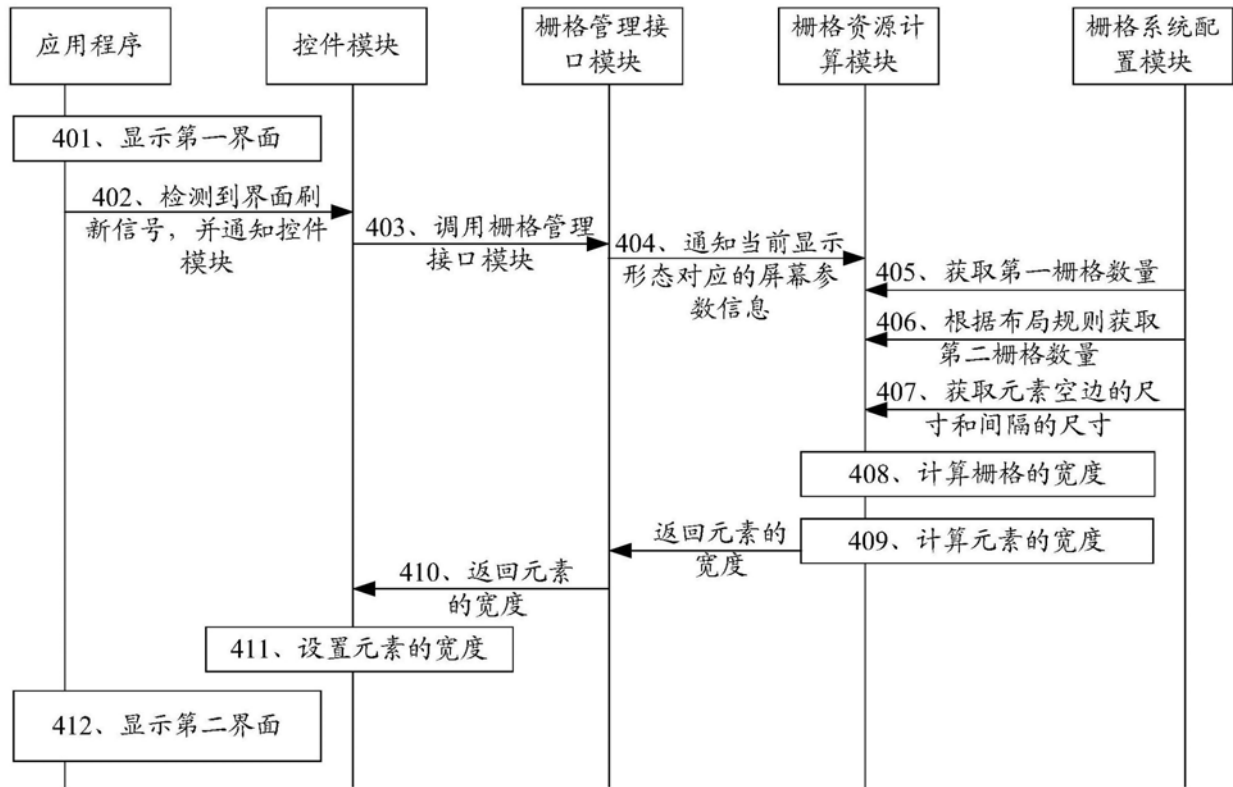 应用程序
控件模块
栅格管理接
口模块
栅格资源计
算模块
栅格系统配
置模块
401、显示第一界面
402、检测到界面刷
新信号，并通知控件
模块
403、调用栅格管理
接口模块
404、通知当前显示
形态对应的屏幕参
数信息
405、获取第一栅格数量
406、根据布局规则获取
第二栅格数量
407、获取元素空边的尺
寸和间隔的尺寸
408、计算栅格的宽度
409、计算元素的宽度
返回元素的
宽度
410、返回元素
的宽度
411、设置元素的宽度
412、显示第二界面